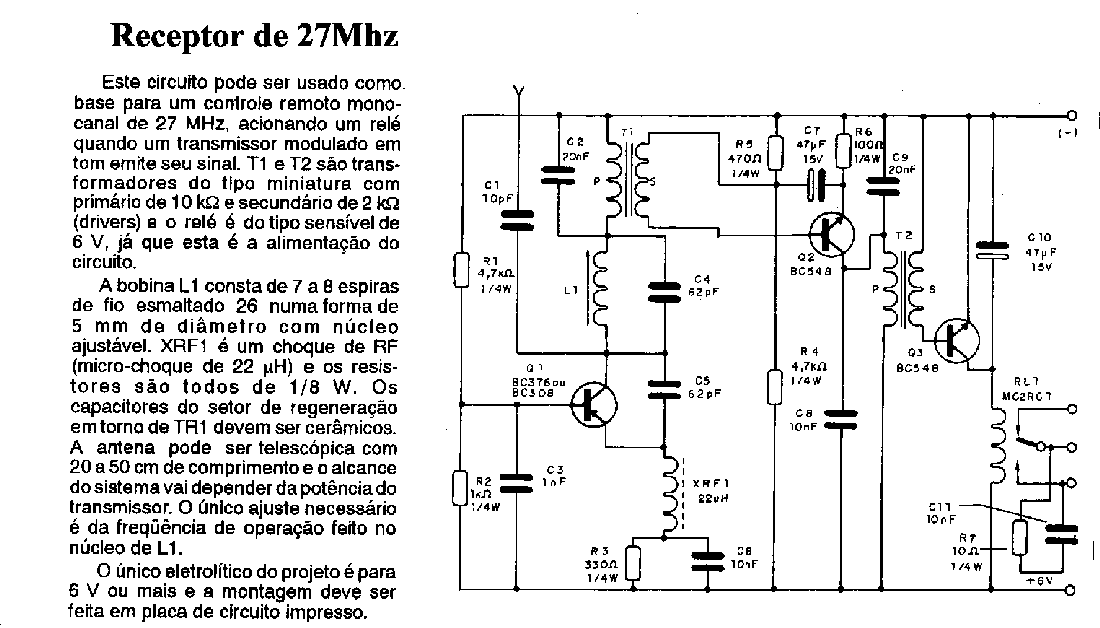 Receptor de 27Mhz
Este circuito pode ser usado como
base para um controle remoto mono-
canal de 27 MHz, acionando um relé
quando um transmissor modulado em
tom emite seu sinal. T1 e T2 são trans-
formadores do tipo miniatura com
primário de 10 kΩ e secundário de 2 kΩ
(drivers) e o relé é do tipo sensível de
6 V, já que esta é a alimentação do
circuito.
A bobina L1 consta de 7 a 8 espiras
de fio esmaltado 26 numa forma de
5 mm de diâmetro com núcleo
ajustável. XRF1 é um choque de RF
(micro-choque de 22 µH) e os resis-
tores são todos de 1/8 W. Os
capacitores do setor de regeneração
em torno de TR1 devem ser cerâmicos.
A antena pode ser telescópica com
20 a 50 cm de comprimento e o alcance
do sistema vai depender da potência do
transmissor. O único ajuste necessário
é da freqüência de operação feito no
núcleo de L1.
O único eletrolítico do projeto é para
6 V ou mais e a montagem deve ser
feita em placa de circuito impresso.
C1
10pF
C2
20nF
T1
P
S
R5
470Ω
1/4W
C7
47µF
15V
R6
100Ω
1/4W
C9
20nF
(-)
R1
4,7kΩ
1/4W
L1
C4
62pF
Q2
BC548
T2
P
S
C10
47µF
15V
Q1
BC376ou
BC308
C5
62pF
R4
4,7kΩ
1/4W
C8
10nF
Q3
BC548
RL1
MC2RC1
R2
1kΩ
1/4W
C3
1nF
XRF1
22µH
R3
330Ω
1/4W
C6
10nF
C11
10nF
R7
10Ω
1/4W
+6V